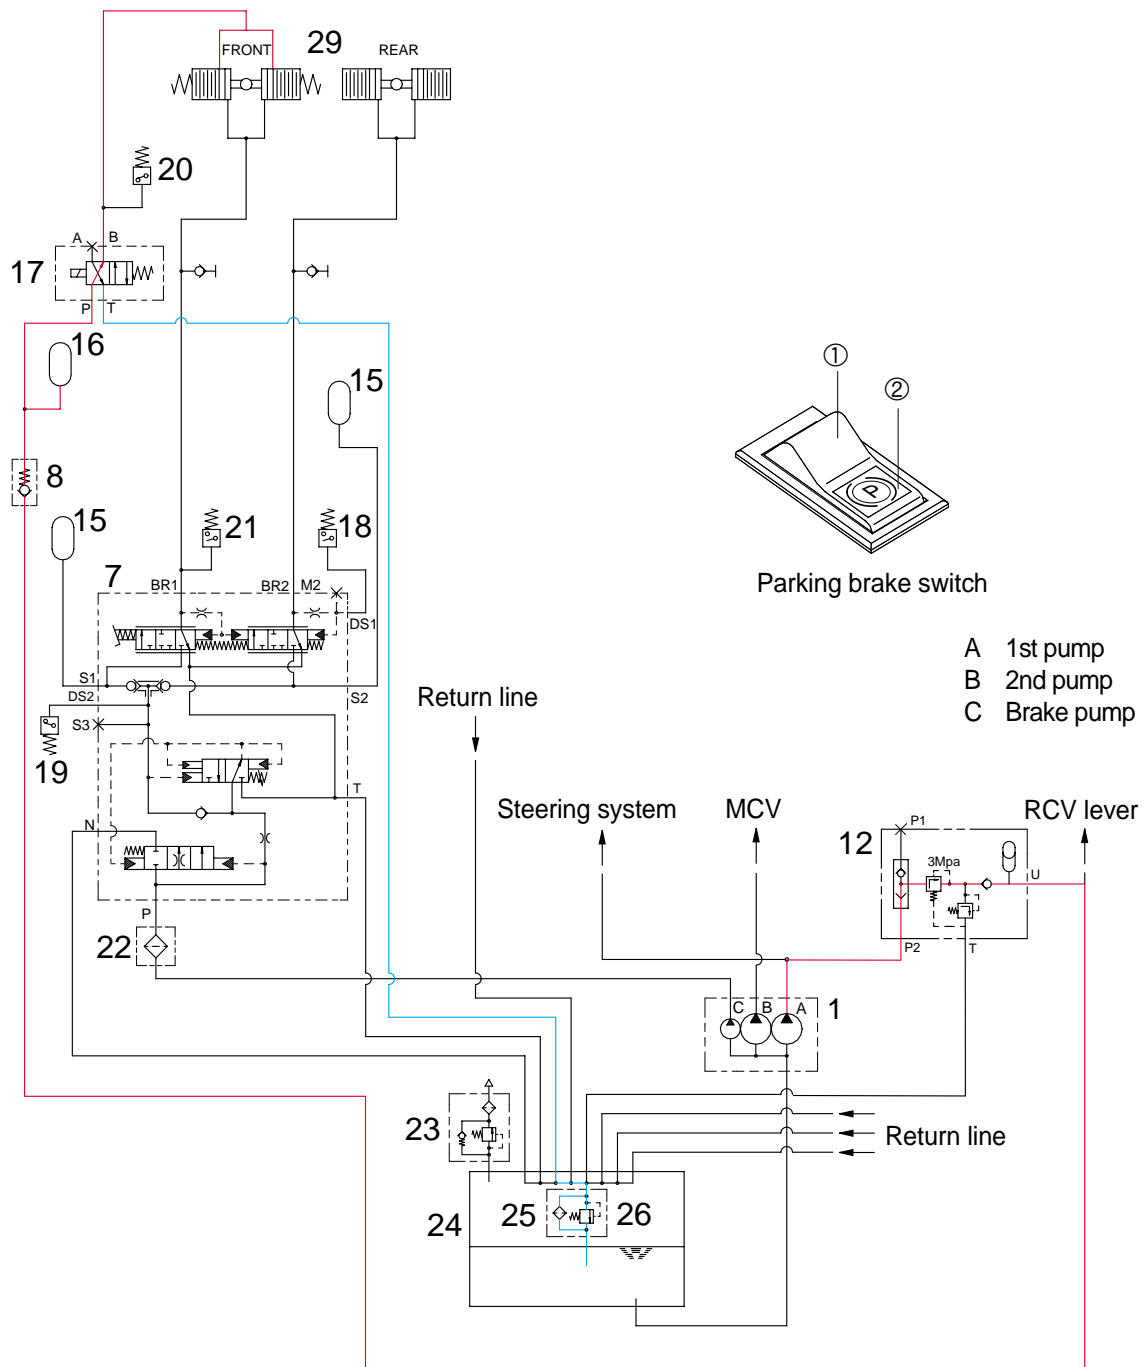 FRONT 29 REAR
20
A B
17
P T
16
15
①
②
8
P
15
21 18
Parking brake switch
7 BR1 BR2 M2
DS1
A 1st pump
B 2nd pump
C Brake pump
S1
S2
DS2
Return line
S3
19
T
Steering system MCV RCV lever
N
12 P1
3Mpa
U
P
22
P2 T
C B A 1
23
Return line
24 25 26